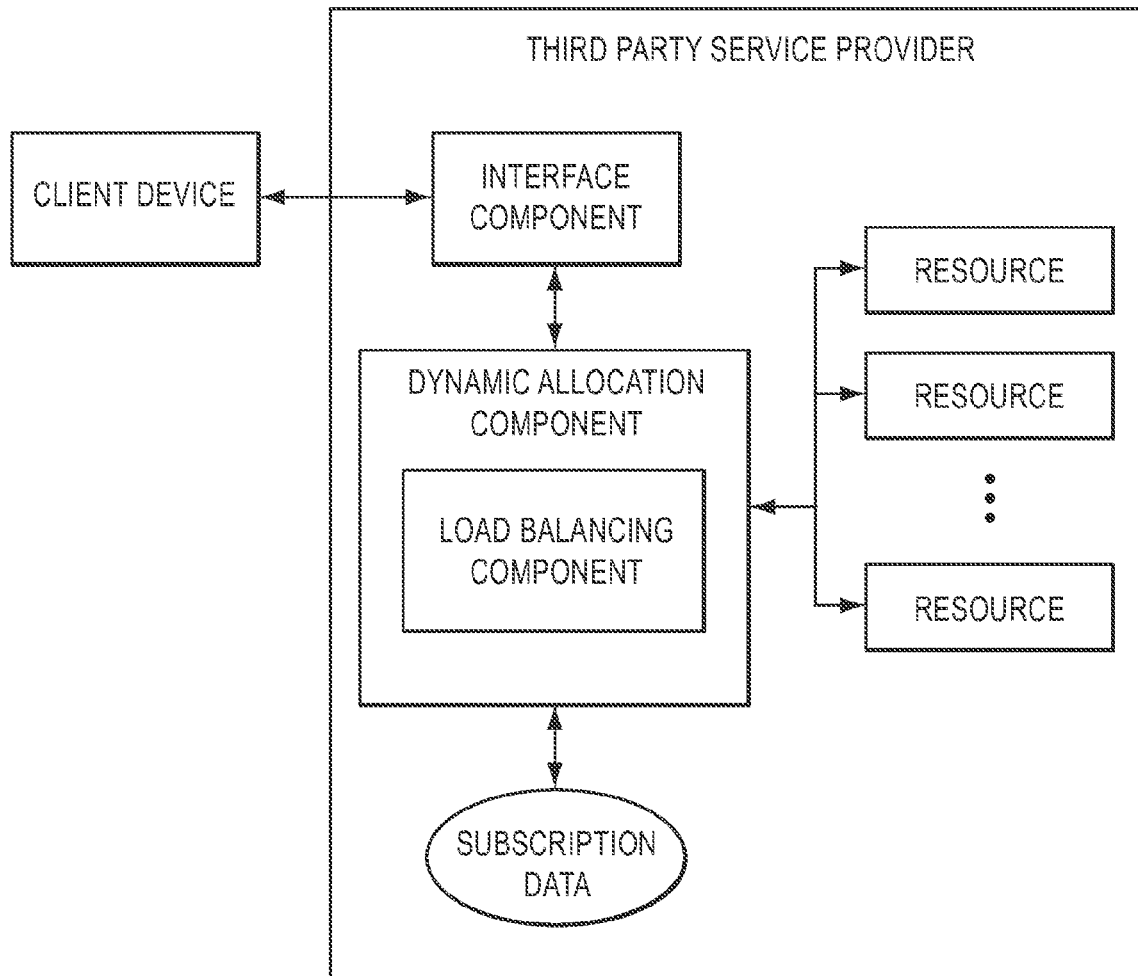 THIRD PARTY SERVICE PROVIDER
CLIENT DEVICE
INTERFACE
COMPONENT
RESOURCE
DYNAMIC ALLOCATION
COMPONENT
RESOURCE
LOAD BALANCING
COMPONENT
RESOURCE
SUBSCRIPTION
DATA